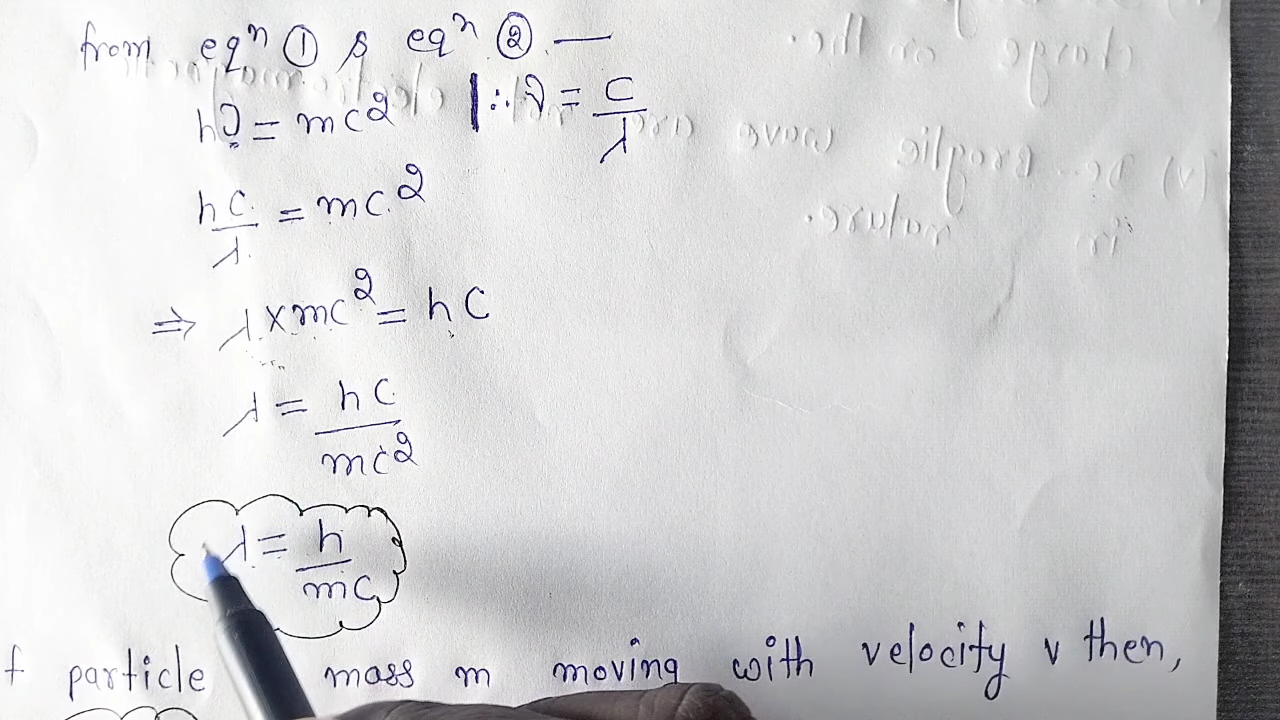 from eqⁿ ① & eqⁿ ② —
hν = mc² | ∴ ν = c/λ
hc/λ = mc²
⇒ λ × mc² = hc
λ = hc/mc²
λ = h/mc
f particle mass m moving with velocity v then,